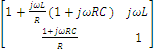 [1 + jωL/R (1 + jωRC)   jωL
(1 + jωRC)/R   1]